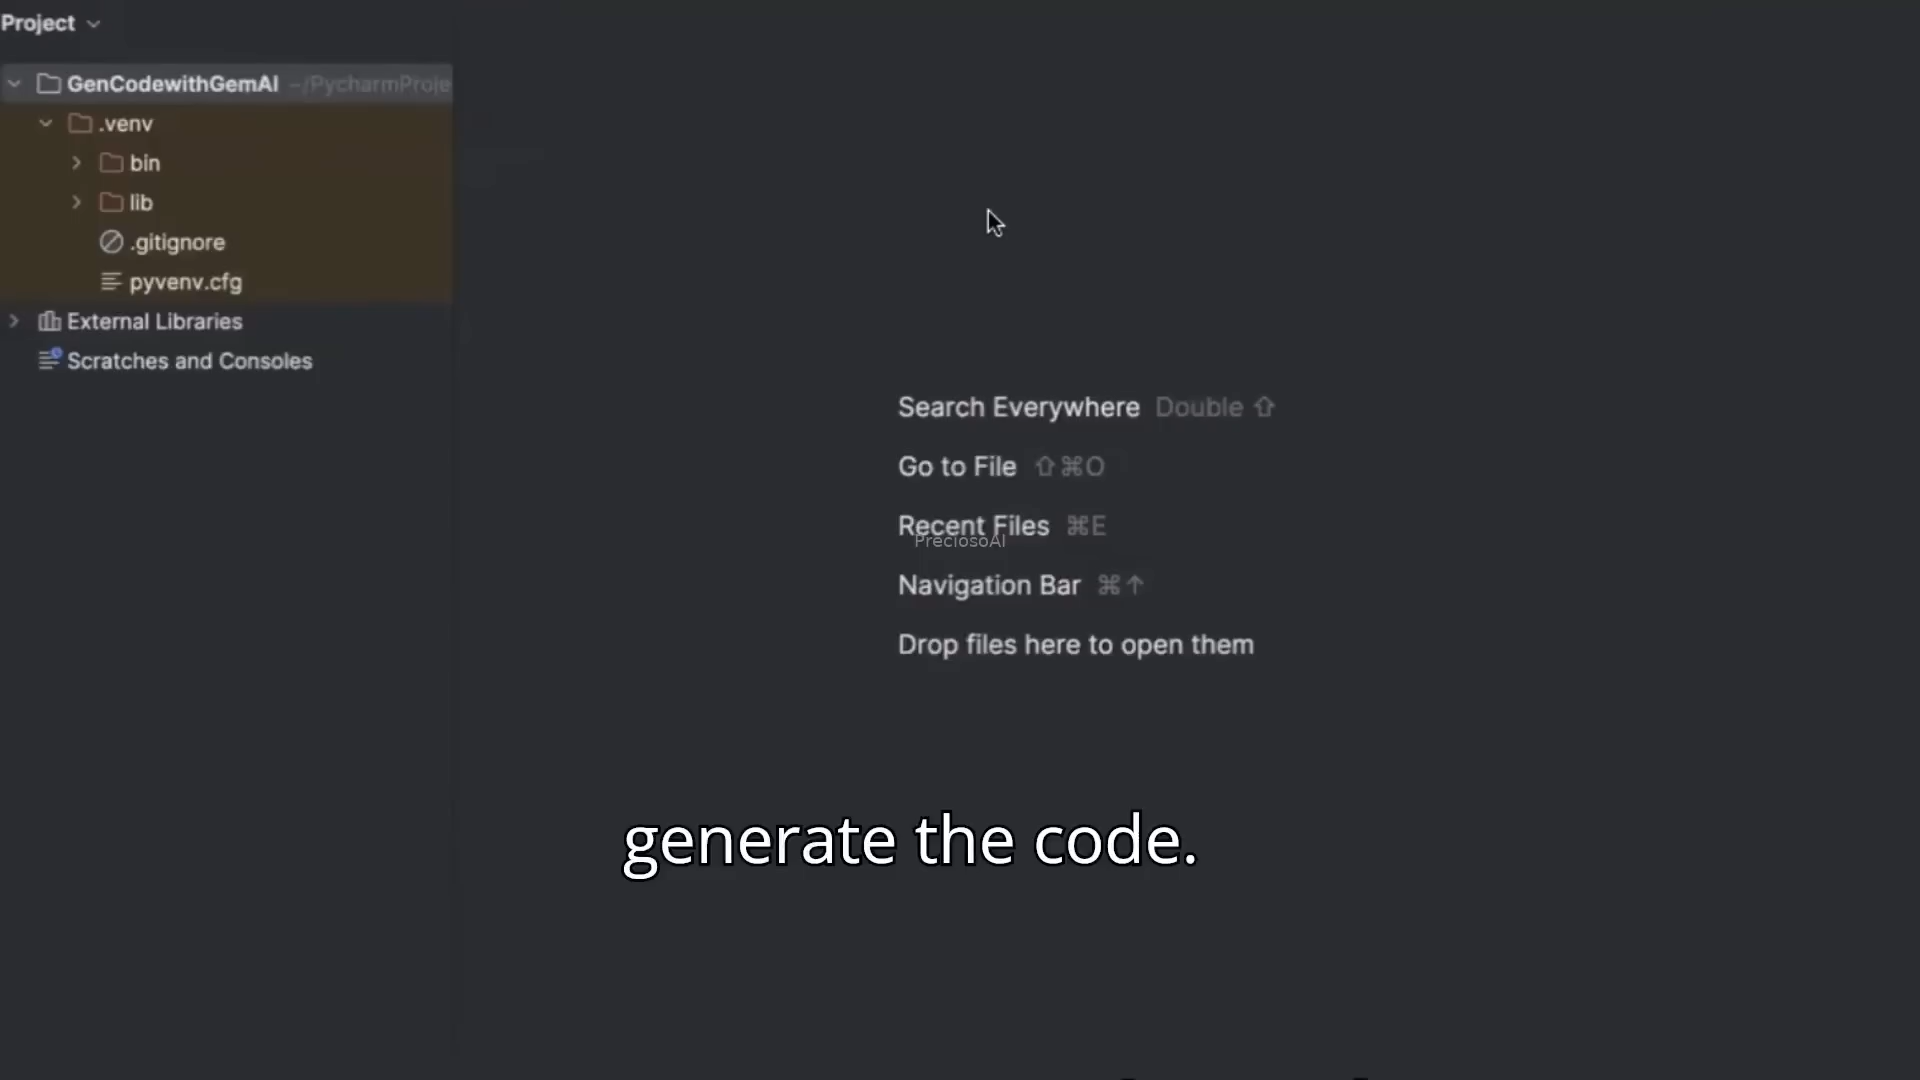 Project
GenCodewithGemAI ~/PycharmProje
.venv
bin
lib
.gitignore
pyvenv.cfg
External Libraries
Scratches and Consoles
Search Everywhere Double ⇧
Go to File ⇧⌘O
Recent Files ⌘E
PreciosoAI
Navigation Bar ⌘↑
Drop files here to open them
generate the code.